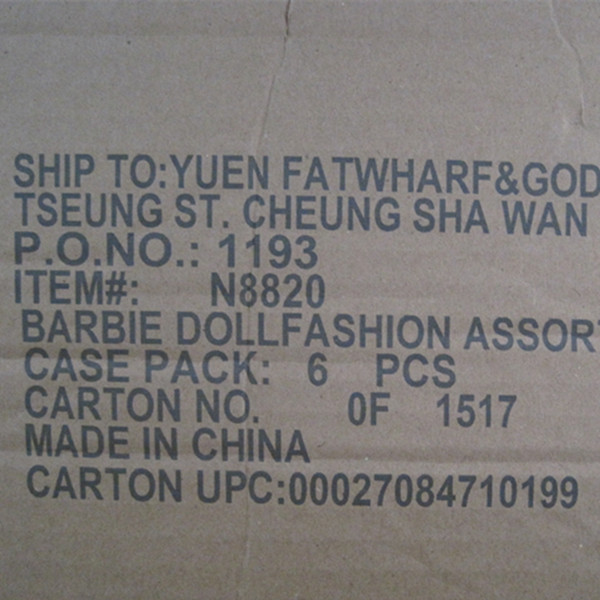 SHIP TO:YUEN FATWHARF&GOD
TSEUNG ST. CHEUNG SHA WAN
P.O.NO.: 1193
ITEM#: N8820
BARBIE DOLLFASHION ASSOR
CASE PACK: 6 PCS
CARTON NO. 0F 1517
MADE IN CHINA
CARTON UPC:00027084710199